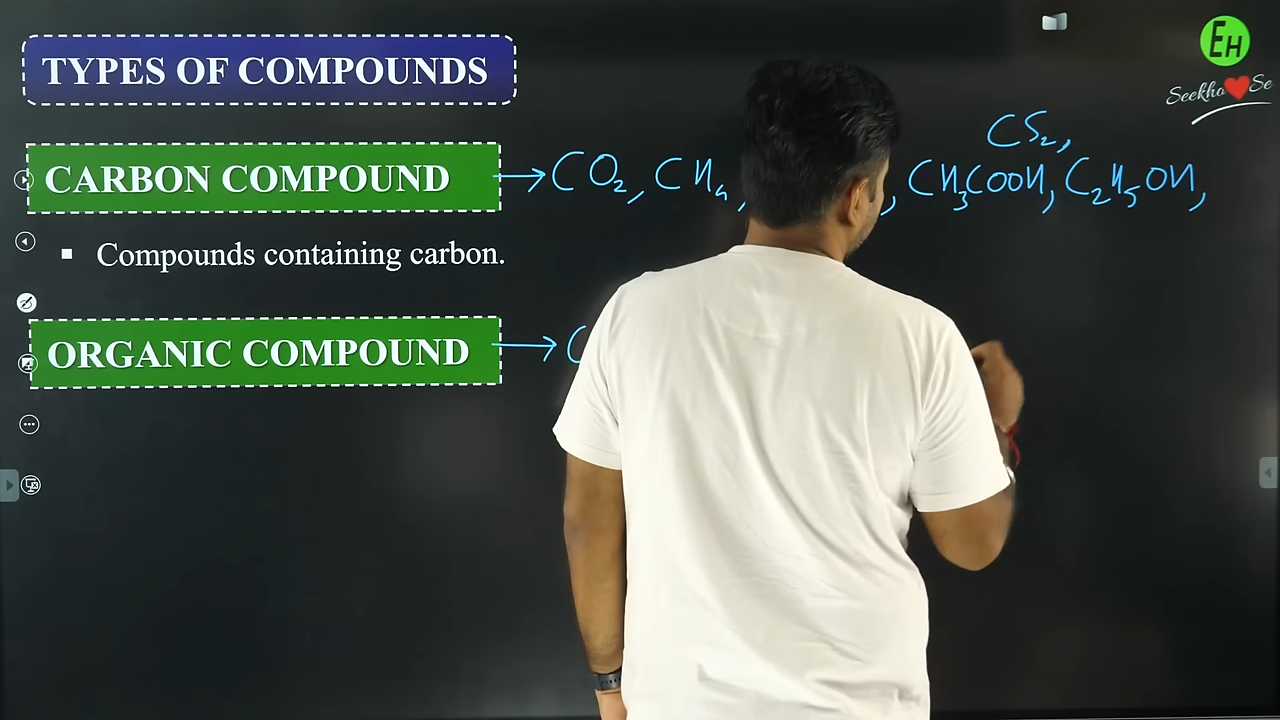 TYPES OF COMPOUNDS
EH
Seekho ❤ Se
CS₂,
CARBON COMPOUND → CO₂, CH₄, , CH₃COOH, C₂H₅OH,
▪ Compounds containing carbon.
ORGANIC COMPOUND → C